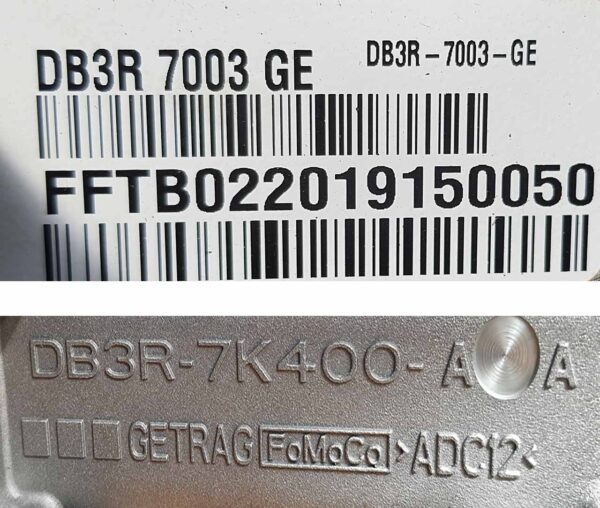 DB3R 7003 GE DB3R-7003-GE
FFTB022019150050
DB3R-7K400-A A
GETRAG FoMoCo >ADC12<